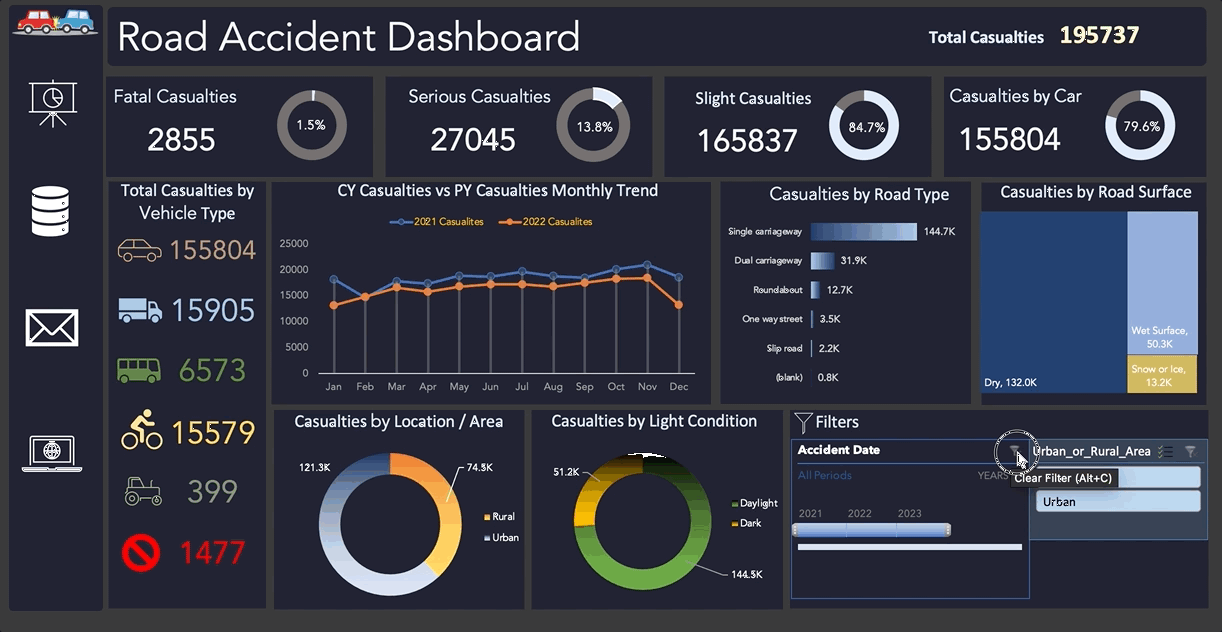 Road Accident Dashboard
Total Casualties 195737
Fatal Casualties
2855
1.5%
Serious Casualties
27045
13.8%
Slight Casualties
165837
84.7%
Casualties by Car
155804
79.6%
Total Casualties by
Vehicle Type
155804
15905
6573
15579
399
1477
CY Casualties vs PY Casualties Monthly Trend
2021 Casualites 2022 Casualites
25000
20000
15000
10000
5000
0
Jan Feb Mar Apr May Jun Jul Aug Sep Oct Nov Dec
Casualties by Road Type
Single carriageway 144.7K
Dual carriageway 31.9K
Roundabout 12.7K
One way street 3.5K
Slip road 2.2K
(blank) 0.8K
Casualties by Road Surface
Wet Surface,
50.3K
Snow or Ice,
13.2K
Dry, 132.0K
Casualties by Location / Area
121.3K
74.5K
Rural
Urban
Casualties by Light Condition
51.2K
Daylight
Dark
144.5K
Filters
Accident Date
All Periods YEARS
2021 2022 2023
Urban_or_Rural_Area
Clear Filter (Alt+C)
Urban